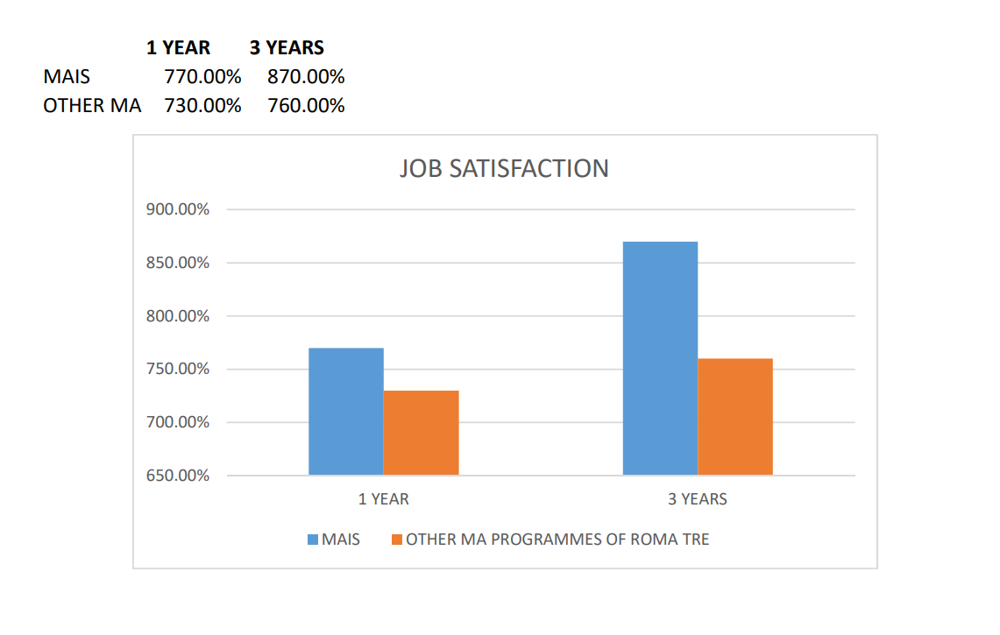 1 YEAR 3 YEARS
MAIS 770.00% 870.00%
OTHER MA 730.00% 760.00%
JOB SATISFACTION
900.00%
850.00%
800.00%
750.00%
700.00%
650.00%
1 YEAR 3 YEARS
MAIS OTHER MA PROGRAMMES OF ROMA TRE